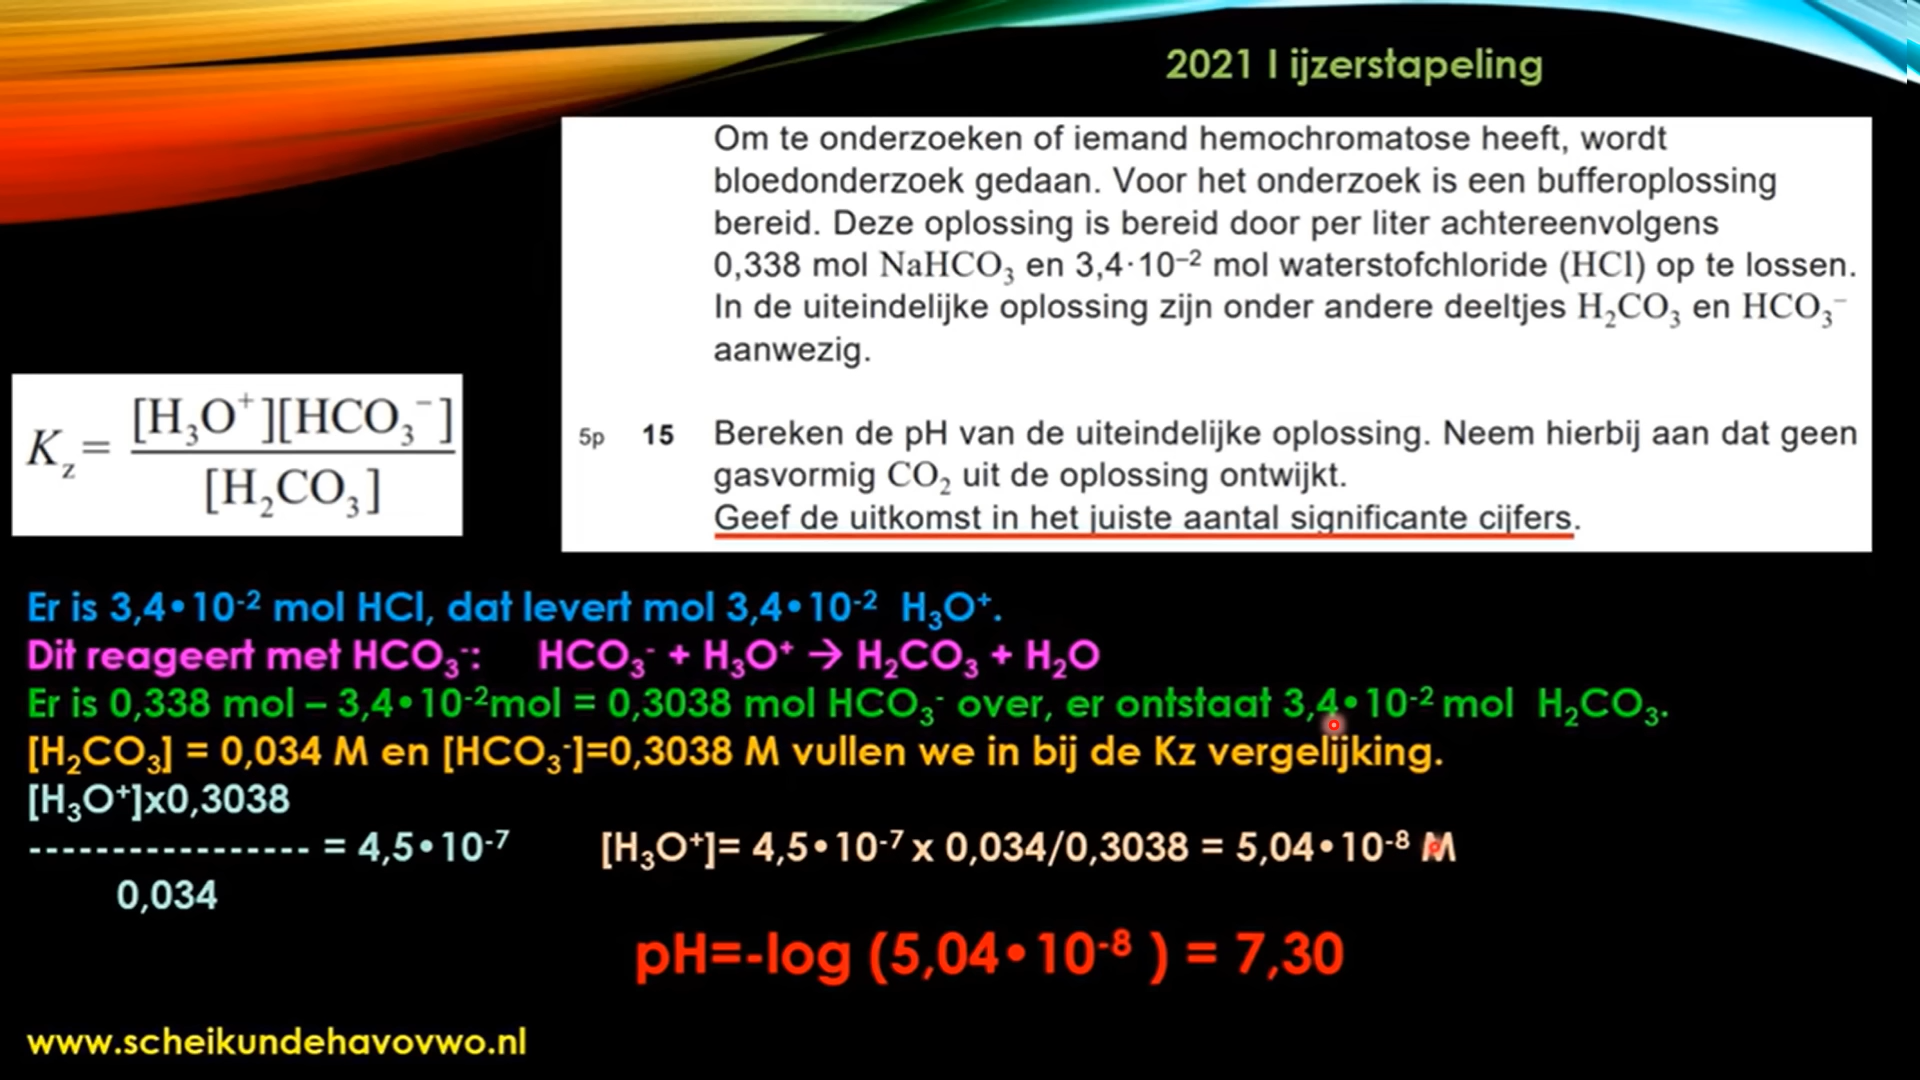 2021 I ijzerstapeling
Om te onderzoeken of iemand hemochromatose heeft, wordt
bloedonderzoek gedaan. Voor het onderzoek is een bufferoplossing
bereid. Deze oplossing is bereid door per liter achtereenvolgens
0,338 mol NaHCO₃ en 3,4·10⁻² mol waterstofchloride (HCl) op te lossen.
In de uiteindelijke oplossing zijn onder andere deeltjes H₂CO₃ en HCO₃⁻
aanwezig.
K_z = [H₃O⁺][HCO₃⁻] / [H₂CO₃]
5p 15 Bereken de pH van de uiteindelijke oplossing. Neem hierbij aan dat geen
gasvormig CO₂ uit de oplossing ontwijkt.
Geef de uitkomst in het juiste aantal significante cijfers.
Er is 3,4•10⁻² mol HCl, dat levert mol 3,4•10⁻² H₃O⁺.
Dit reageert met HCO₃⁻: HCO₃⁻ + H₃O⁺ → H₂CO₃ + H₂O
Er is 0,338 mol – 3,4•10⁻²mol = 0,3038 mol HCO₃⁻ over, er ontstaat 3,4•10⁻² mol H₂CO₃.
[H₂CO₃] = 0,034 M en [HCO₃⁻]=0,3038 M vullen we in bij de Kz vergelijking.
[H₃O⁺]x0,3038
----------------- = 4,5•10⁻⁷ [H₃O⁺]= 4,5•10⁻⁷ x 0,034/0,3038 = 5,04•10⁻⁸ M
0,034
pH=-log (5,04•10⁻⁸ ) = 7,30
www.scheikundehavovwo.nl